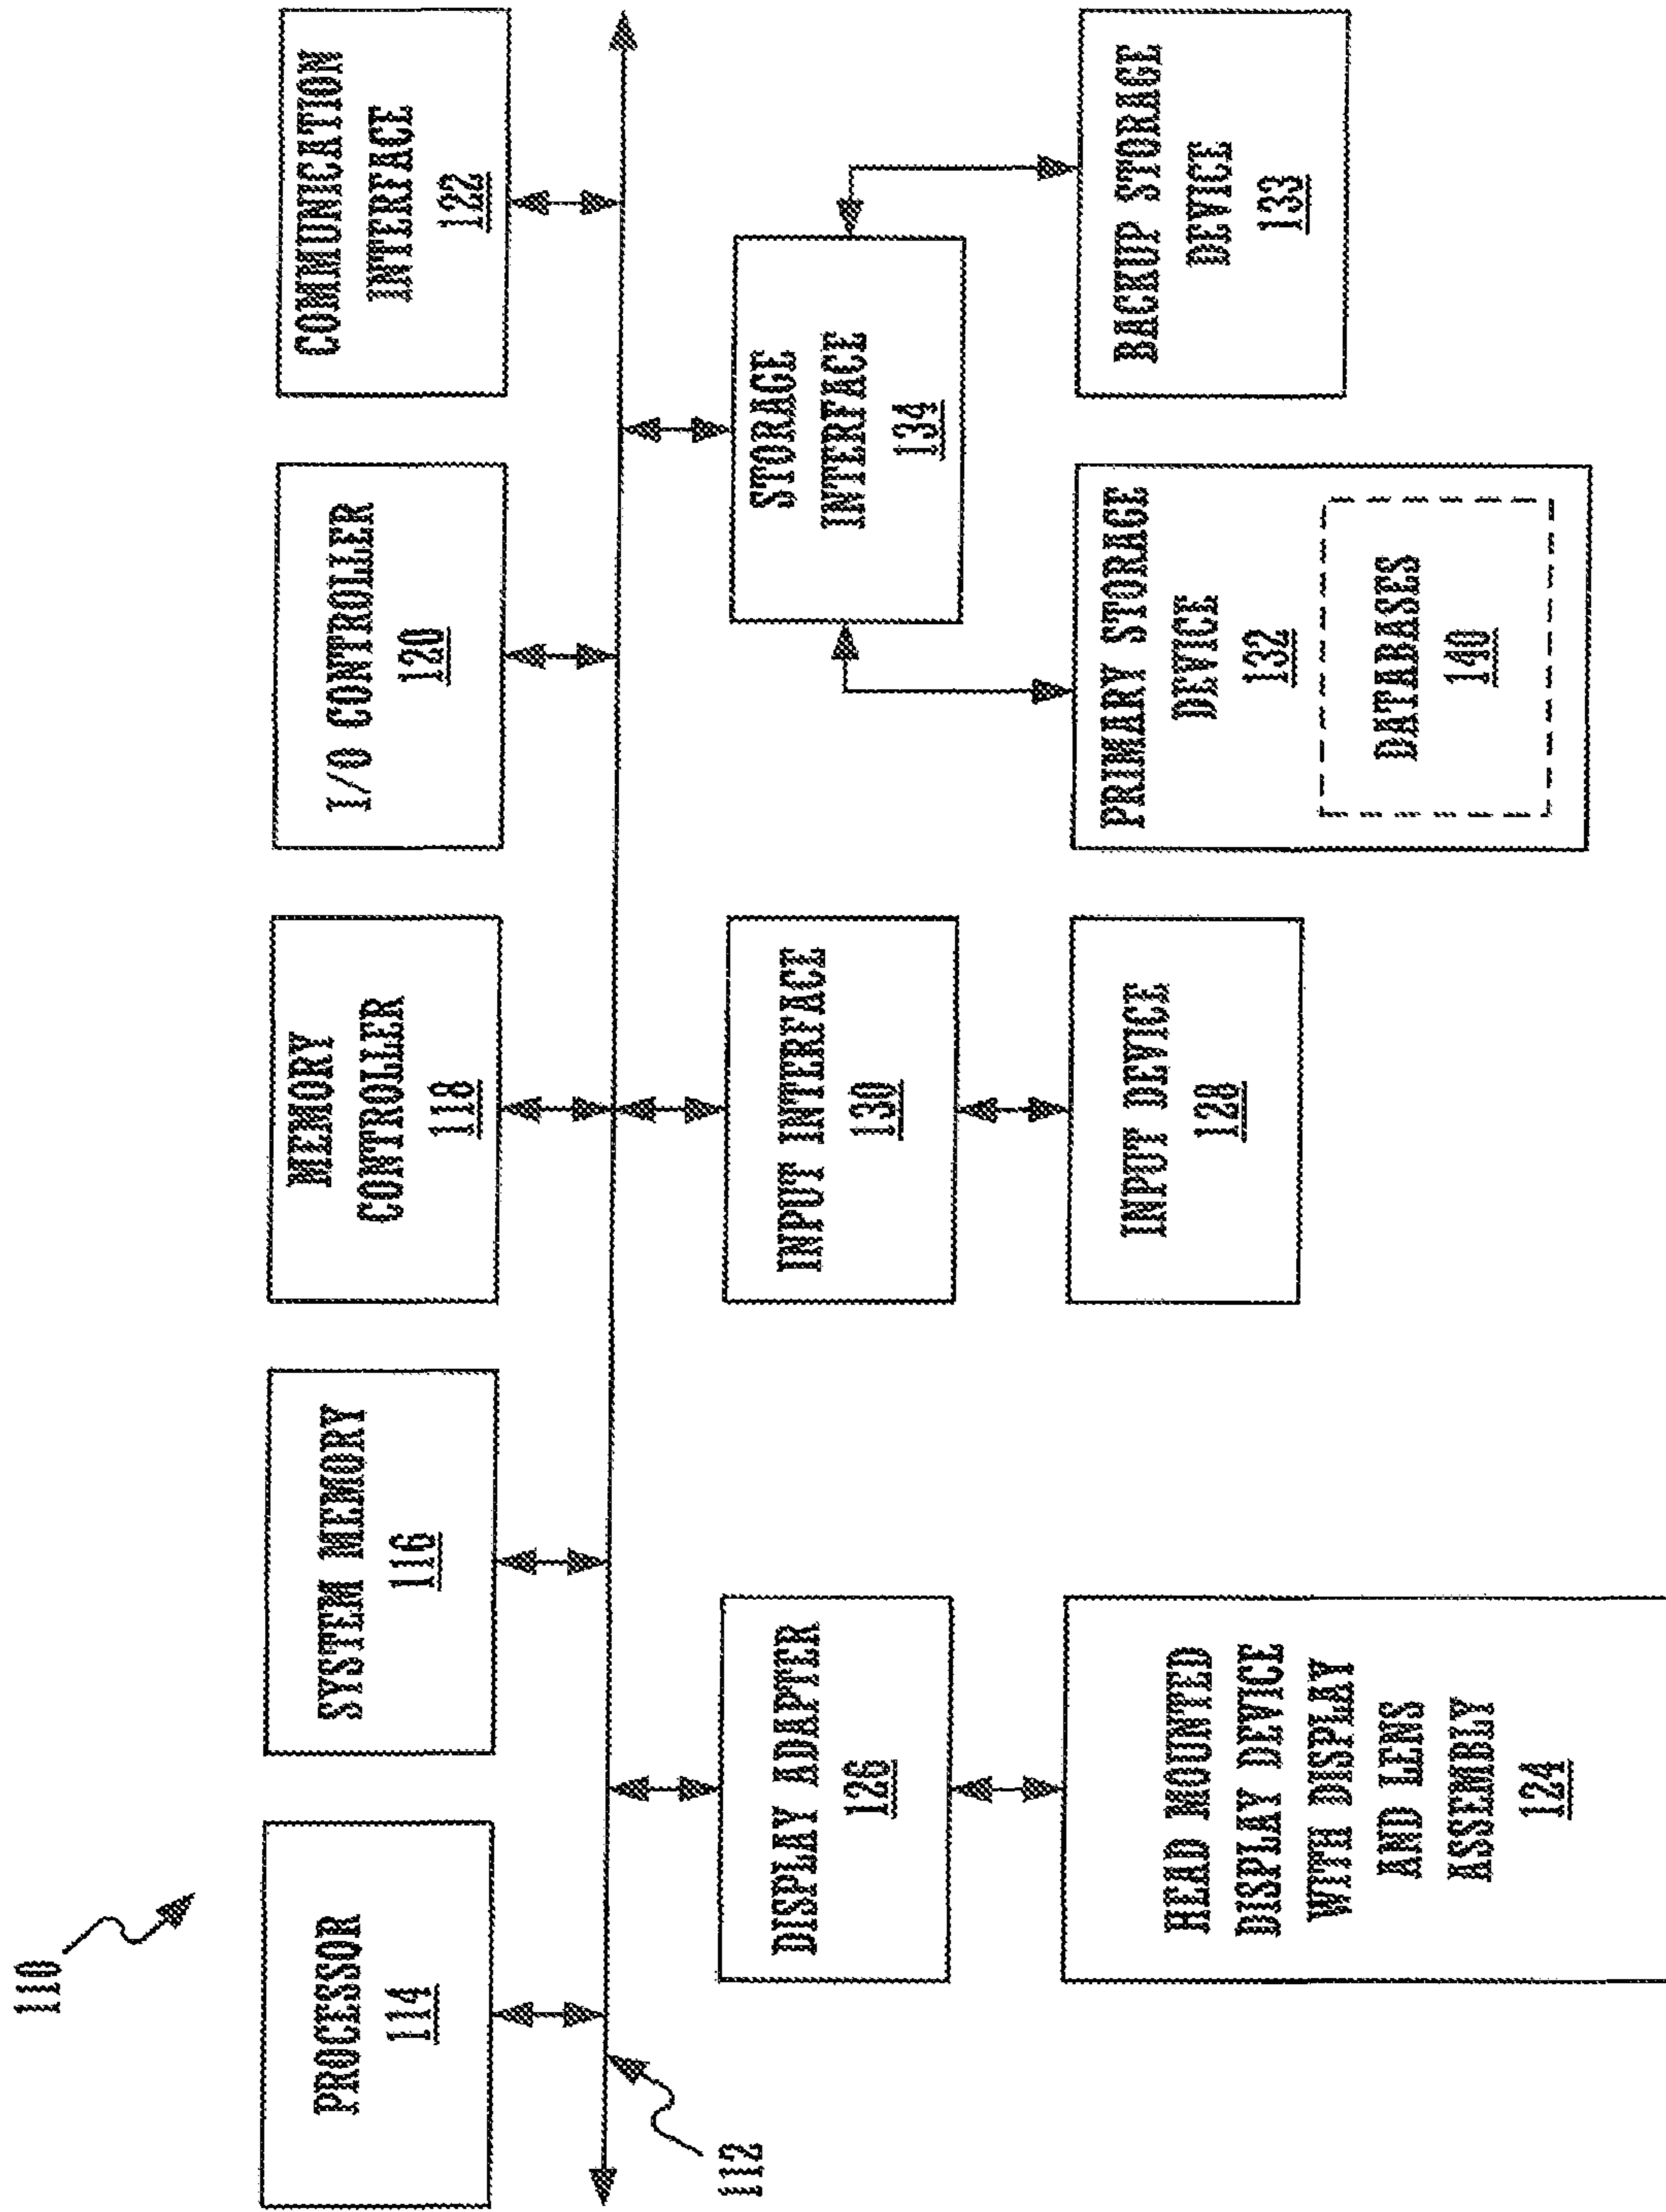 110
PROCESSOR
114
SYSTEM MEMORY
116
MEMORY
CONTROLLER
118
I/O CONTROLLER
120
COMMUNICATION
INTERFACE
122
112
DISPLAY ADAPTER
126
INPUT INTERFACE
130
STORAGE
INTERFACE
134
HEAD MOUNTED
DISPLAY DEVICE
WITH DISPLAY
AND LENS
ASSEMBLY
124
INPUT DEVICE
128
PRIMARY STORAGE
DEVICE
132
DATABASES
140
BACKUP STORAGE
DEVICE
133